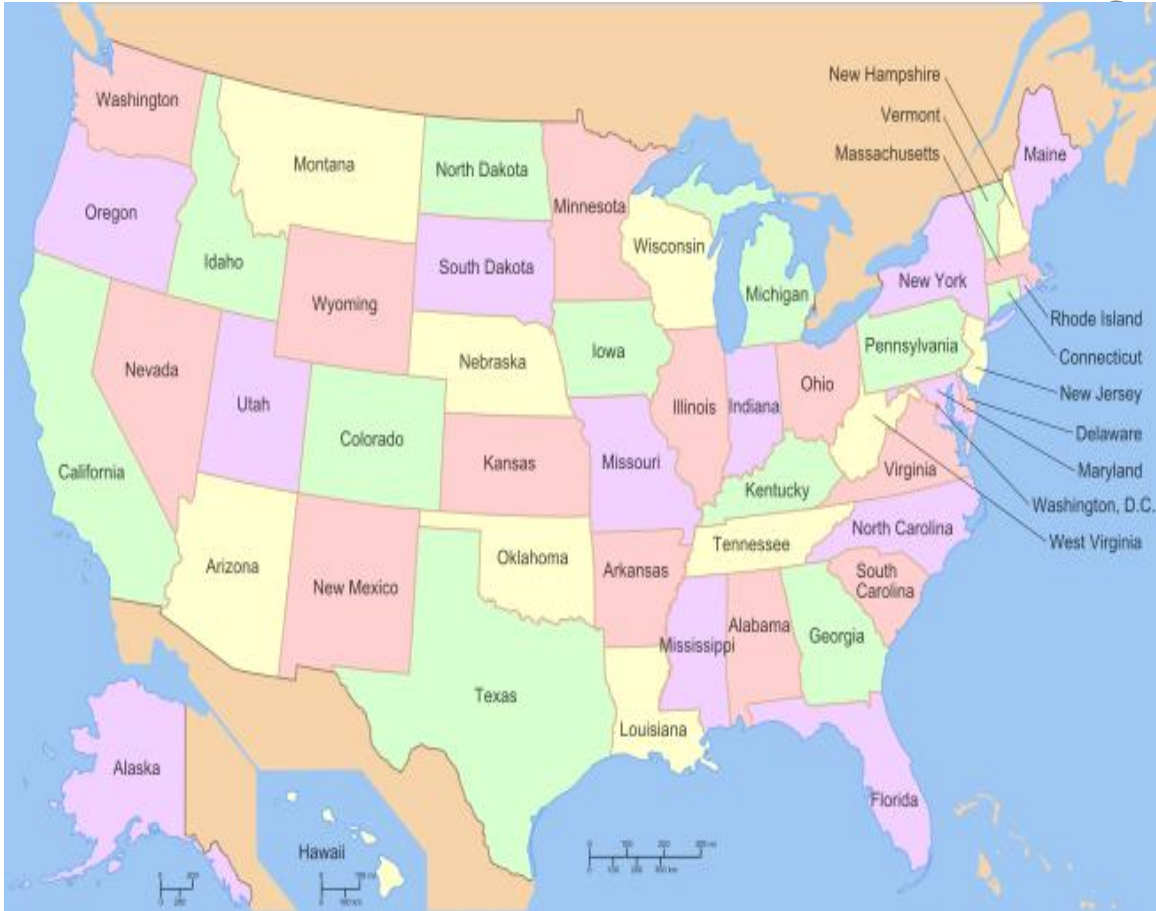 New Hampshire
Washington
Vermont
Massachusetts
Maine
Montana
North Dakota
Minnesota
Oregon
Wisconsin
Idaho
South Dakota
New York
Michigan
Wyoming
Rhode Island
Pennsylvania
Iowa
Connecticut
Nebraska
Nevada
Ohio
New Jersey
Utah
Illinois
Indiana
Colorado
Delaware
Missouri
Kansas
California
Virginia
Maryland
Kentucky
Washington, D.C.
North Carolina
West Virginia
Tennessee
Oklahoma
Arizona
Arkansas
South
Carolina
New Mexico
Alabama
Georgia
Mississippi
Texas
Louisiana
Alaska
Florida
Hawaii